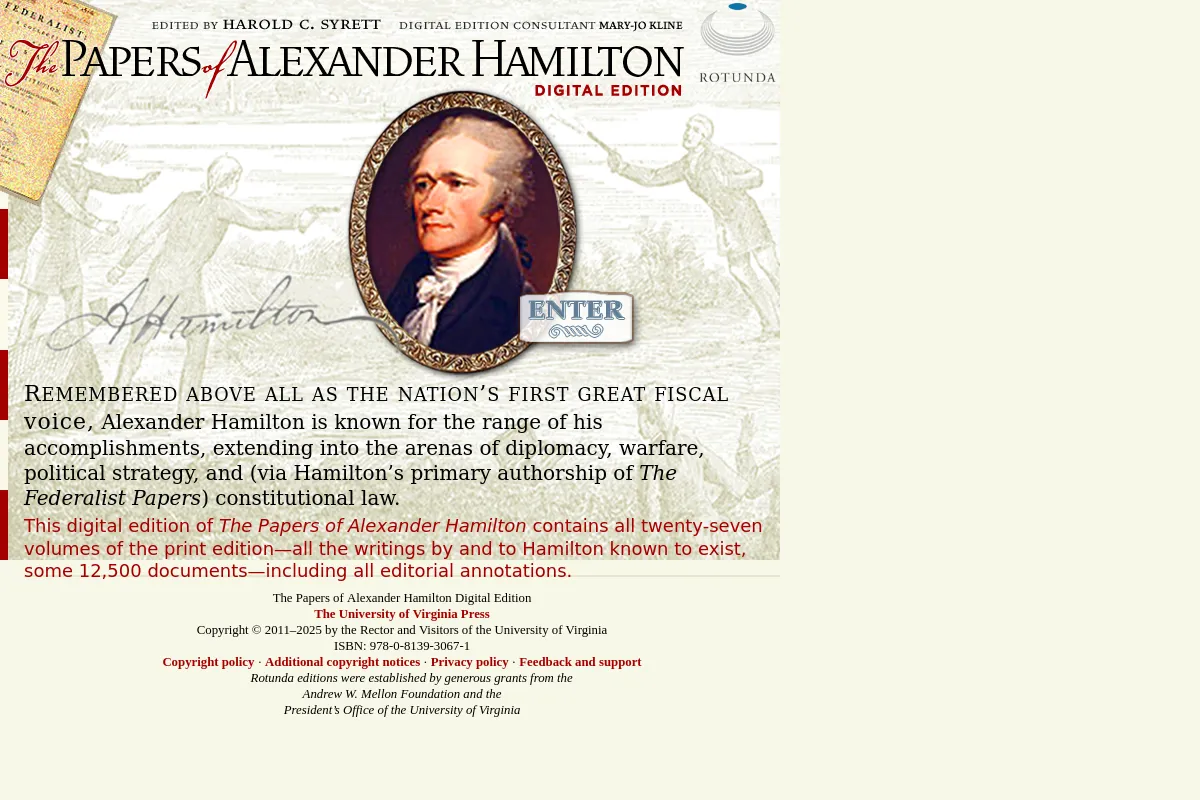 FEDERALIST
EDITED BY HAROLD C. SYRETT DIGITAL EDITION CONSULTANT MARY-JO KLINE
The PAPERS of ALEXANDER HAMILTON
DIGITAL EDITION
ROTUNDA
A Hamilton
ENTER
REMEMBERED ABOVE ALL AS THE NATION’S FIRST GREAT FISCAL
voice, Alexander Hamilton is known for the range of his
accomplishments, extending into the arenas of diplomacy, warfare,
political strategy, and (via Hamilton’s primary authorship of The
Federalist Papers) constitutional law.
This digital edition of The Papers of Alexander Hamilton contains all twenty-seven
volumes of the print edition—all the writings by and to Hamilton known to exist,
some 12,500 documents—including all editorial annotations.
The Papers of Alexander Hamilton Digital Edition
The University of Virginia Press
Copyright © 2011–2025 by the Rector and Visitors of the University of Virginia
ISBN: 978-0-8139-3067-1
Copyright policy · Additional copyright notices · Privacy policy · Feedback and support
Rotunda editions were established by generous grants from the
Andrew W. Mellon Foundation and the
President’s Office of the University of Virginia